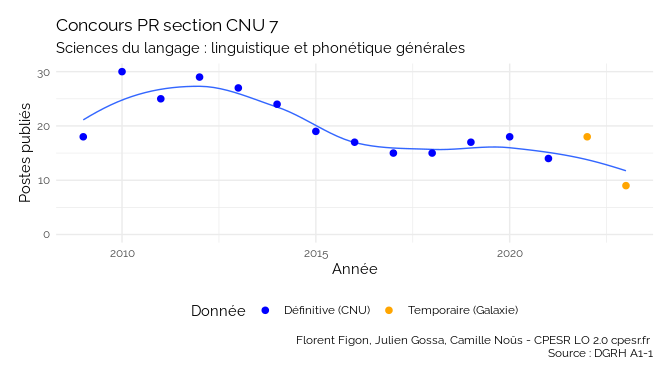 Concours PR section CNU 7
Sciences du langage : linguistique et phonétique générales
Postes publiés
30
20
10
0
2010 2015 2020
Année
Donnée Définitive (CNU) Temporaire (Galaxie)
Florent Figon, Julien Gossa, Camille Noûs - CPESR LO 2.0 cpesr.fr
Source : DGRH A1-1